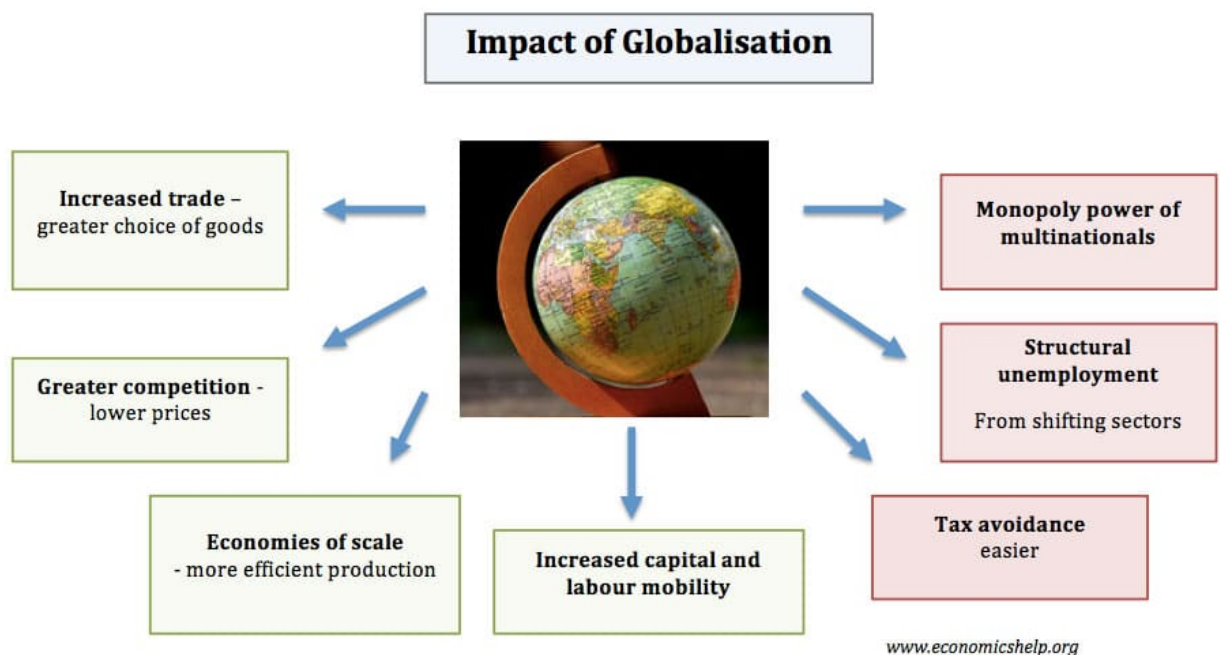 Impact of Globalisation
Increased trade –
greater choice of goods
Greater competition -
lower prices
Economies of scale
- more efficient production
Increased capital and
labour mobility
Monopoly power of
multinationals
Structural
unemployment
From shifting sectors
Tax avoidance
easier
www.economicshelp.org